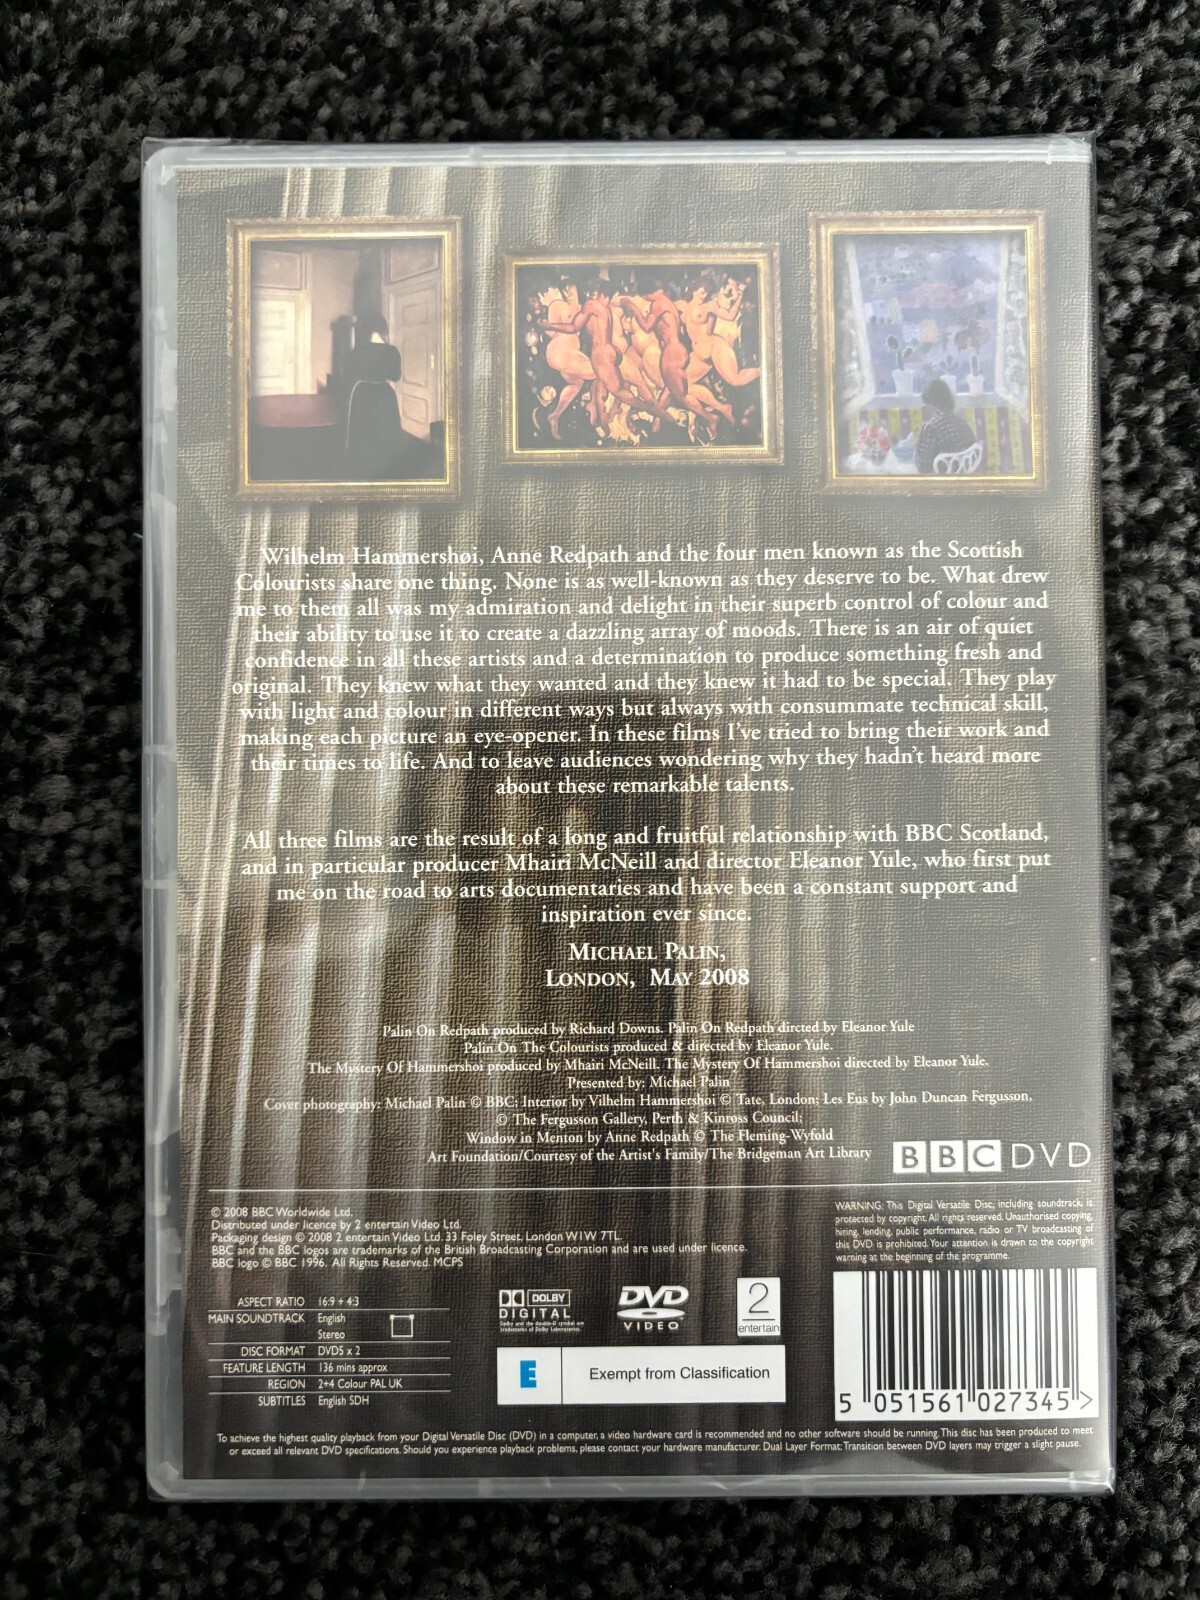 Wilhelm Hammershøi, Anne Redpath and the four men known as the Scottish
Colourists share one thing. None is as well-known as they deserve to be. What drew
me to them all was my admiration and delight in their superb control of colour and
their ability to use it to create a dazzling array of moods. There is an air of quiet
confidence in all these artists and a determination to produce something fresh and
original. They knew what they wanted and they knew it had to be special. They play
with light and colour in different ways but always with consummate technical skill,
making each picture an eye-opener. In these films I've tried to bring their work and
their times to life. And to leave audiences wondering why they hadn't heard more
about these remarkable talents.
All three films are the result of a long and fruitful relationship with BBC Scotland,
and in particular producer Mhairi McNeill and director Eleanor Yule, who first put
me on the road to arts documentaries and have been a constant support and
inspiration ever since.
MICHAEL PALIN,
LONDON, MAY 2008
Palin On Redpath produced by Richard Downs. Palin On Redpath dircted by Eleanor Yule
Palin On The Colourists produced & directed by Eleanor Yule.
The Mystery Of Hammershoi produced by Mhairi McNeill. The Mystery Of Hammershoi directed by Eleanor Yule.
Presented by: Michael Palin
Cover photography: Michael Palin © BBC; Interior by Vilhelm Hammershoi © Tate, London; Les Eus by John Duncan Fergusson,
© The Fergusson Gallery, Perth & Kinross Council;
Window in Menton by Anne Redpath © The Fleming-Wyfold
Art Foundation/Courtesy of the Artist's Family/The Bridgeman Art Library
BBC DVD
© 2008 BBC Worldwide Ltd.
Distributed under licence by 2 entertain Video Ltd.
Packaging design © 2008 2 entertain Video Ltd. 33 Foley Street, London W1W 7TL.
BBC and the BBC logos are trademarks of the British Broadcasting Corporation and are used under licence.
BBC logo © BBC 1996. All Rights Reserved. MCPS
WARNING: This Digital Versatile Disc, including soundtrack, is
protected by copyright. All rights reserved. Unauthorised copying,
hiring, lending, public performance, radio or TV broadcasting of
this DVD is prohibited. Your attention is drawn to the copyright
warning at the beginning of the programme.
ASPECT RATIO 16:9 + 4:3
MAIN SOUNDTRACK English
Stereo
DISC FORMAT DVD5 x 2
FEATURE LENGTH 136 mins approx
REGION 2+4 Colour PAL UK
SUBTITLES English SDH
DOLBY
DIGITAL
Dolby and the double-D symbol are
trademarks of Dolby Laboratories.
DVD
VIDEO
2
entertain
E Exempt from Classification
5 051561 027345 >
To achieve the highest quality playback from your Digital Versatile Disc (DVD) in a computer, a video hardware card is recommended and no other software should be running. This disc has been produced to meet
or exceed all relevant DVD specifications. Should you experience playback problems, please contact your hardware manufacturer. Dual Layer Format: Transition between DVD layers may trigger a slight pause.